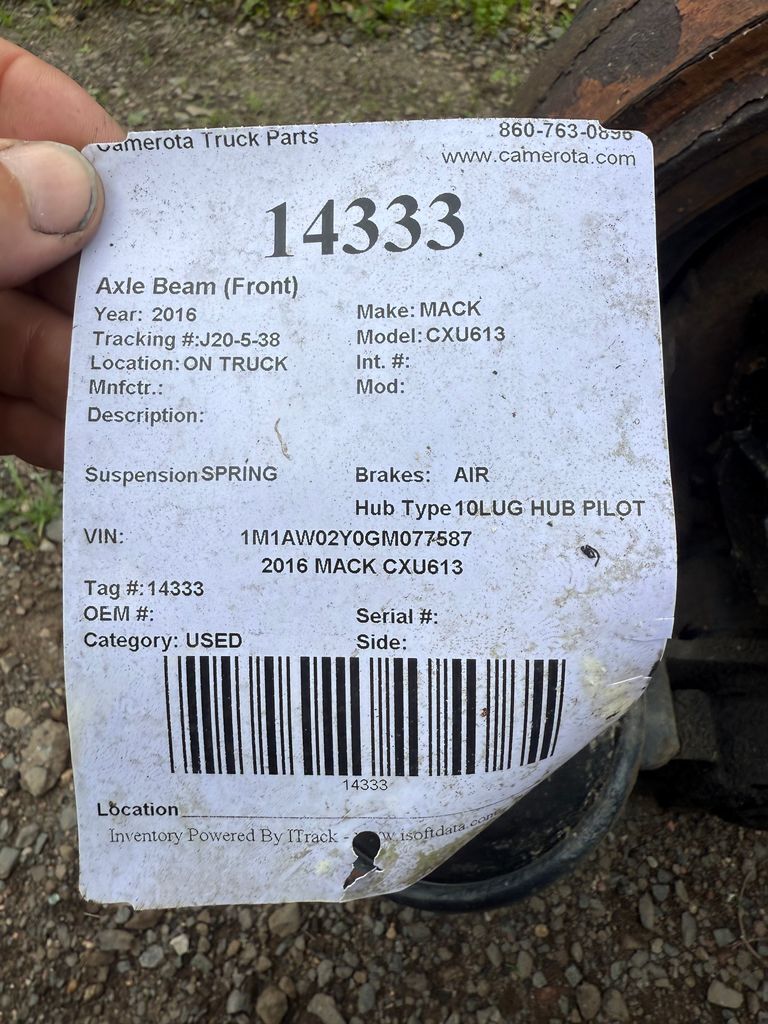 Camerota Truck Parts 860-763-0896
www.camerota.com
14333
Axle Beam (Front)
Year: 2016 Make: MACK
Tracking #:J20-5-38 Model: CXU613
Location: ON TRUCK Int. #:
Mnfctr.: Mod:
Description:
Suspension SPRING Brakes: AIR
Hub Type 10LUG HUB PILOT
VIN: 1M1AW02Y0GM077587
2016 MACK CXU613
Tag #: 14333
OEM #: Serial #:
Category: USED Side:
14333
Location
Inventory Powered By ITrack - www.isoftdata.com